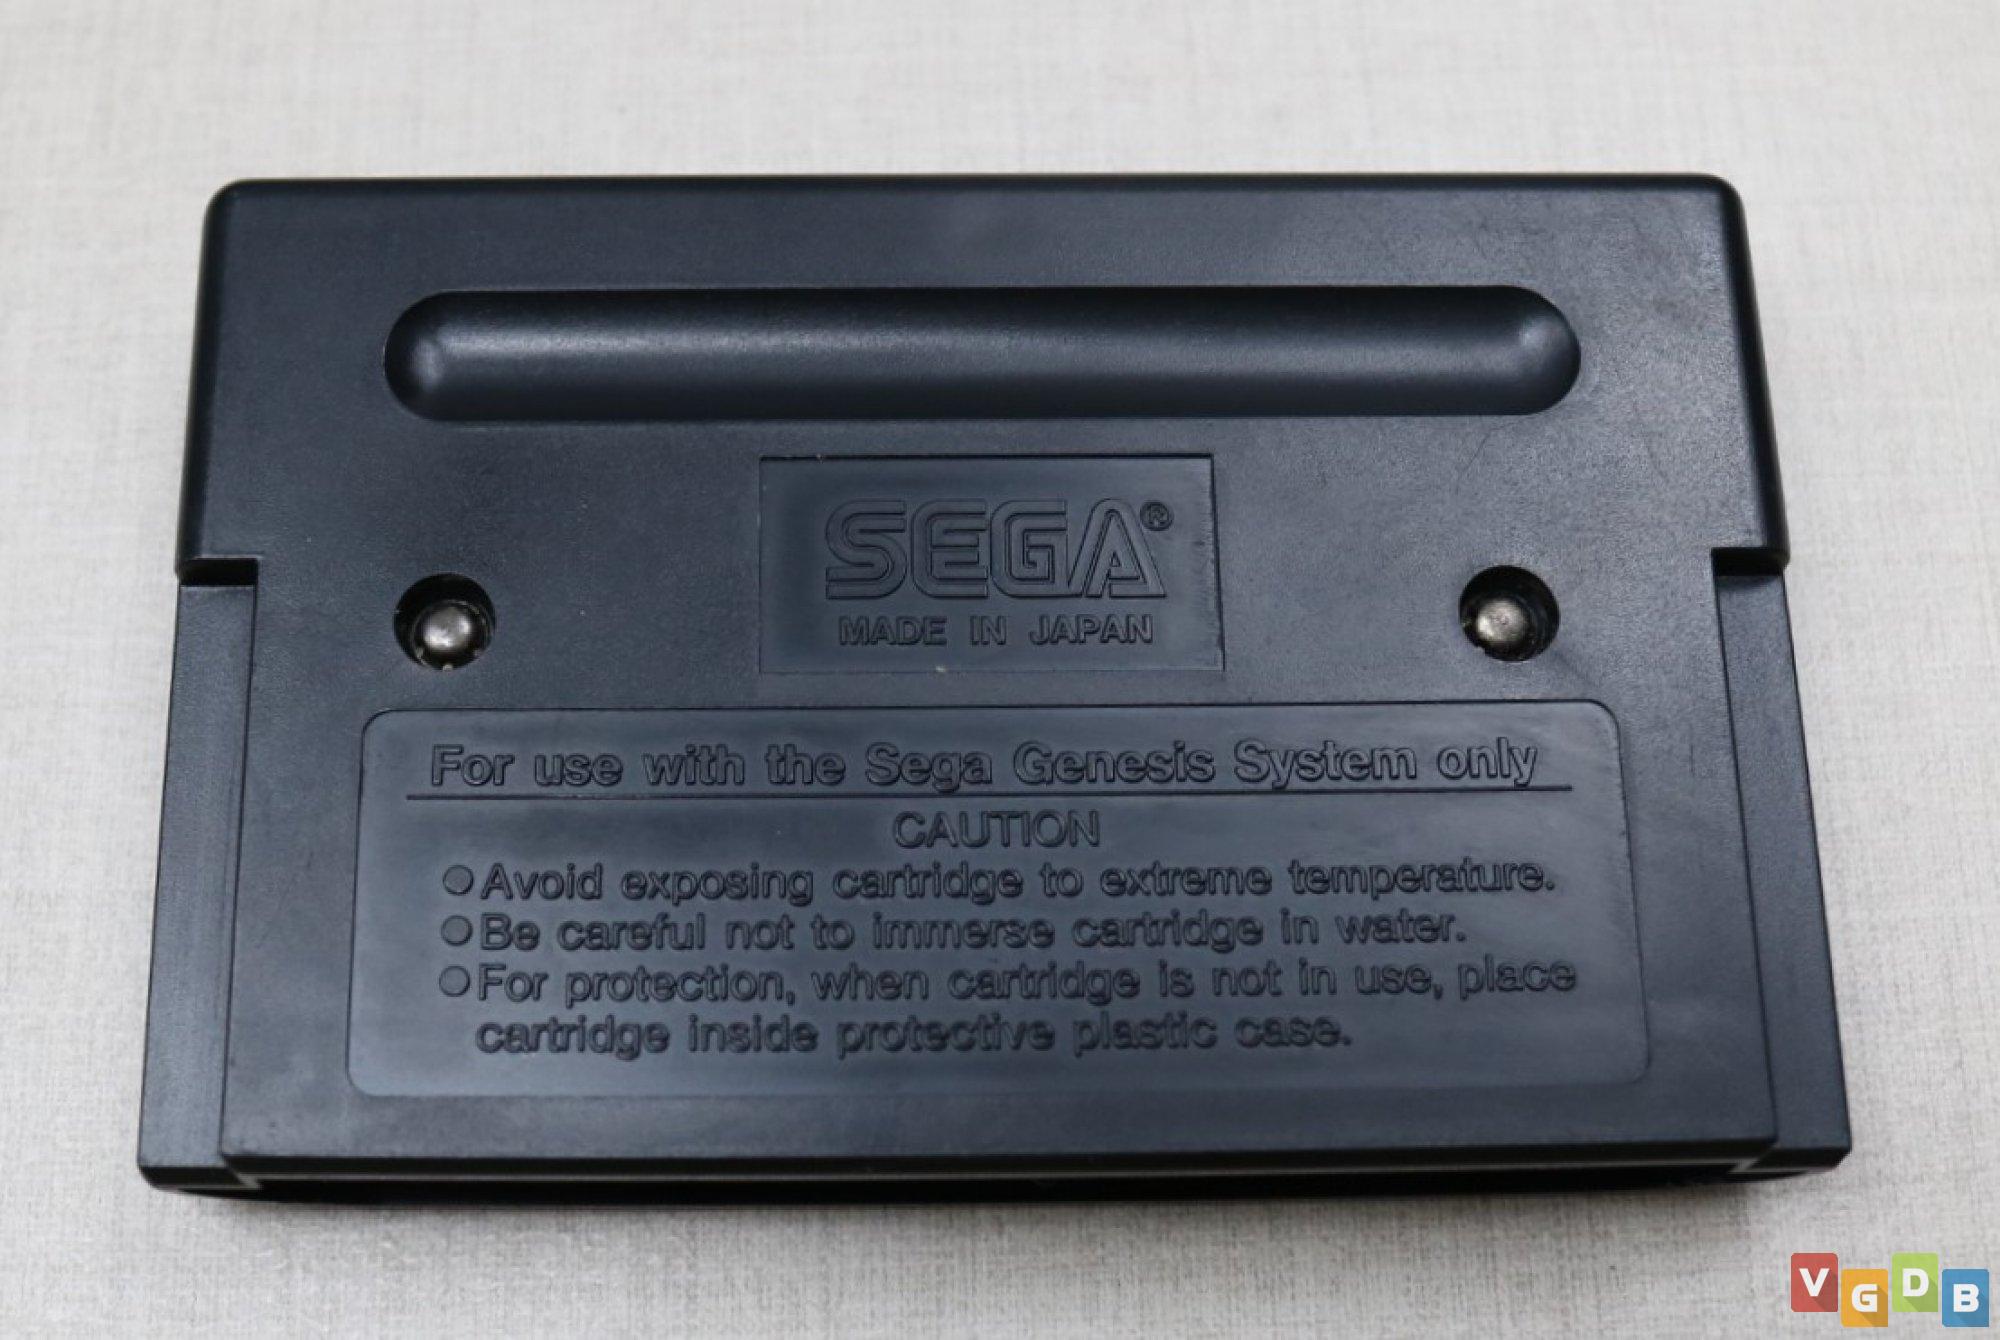 SEGA®
MADE IN JAPAN
For use with the Sega Genesis System only
CAUTION
●Avoid exposing cartridge to extreme temperature.
●Be careful not to immerse cartridge in water.
●For protection, when cartridge is not in use, place
cartridge inside protective plastic case.
VGDB